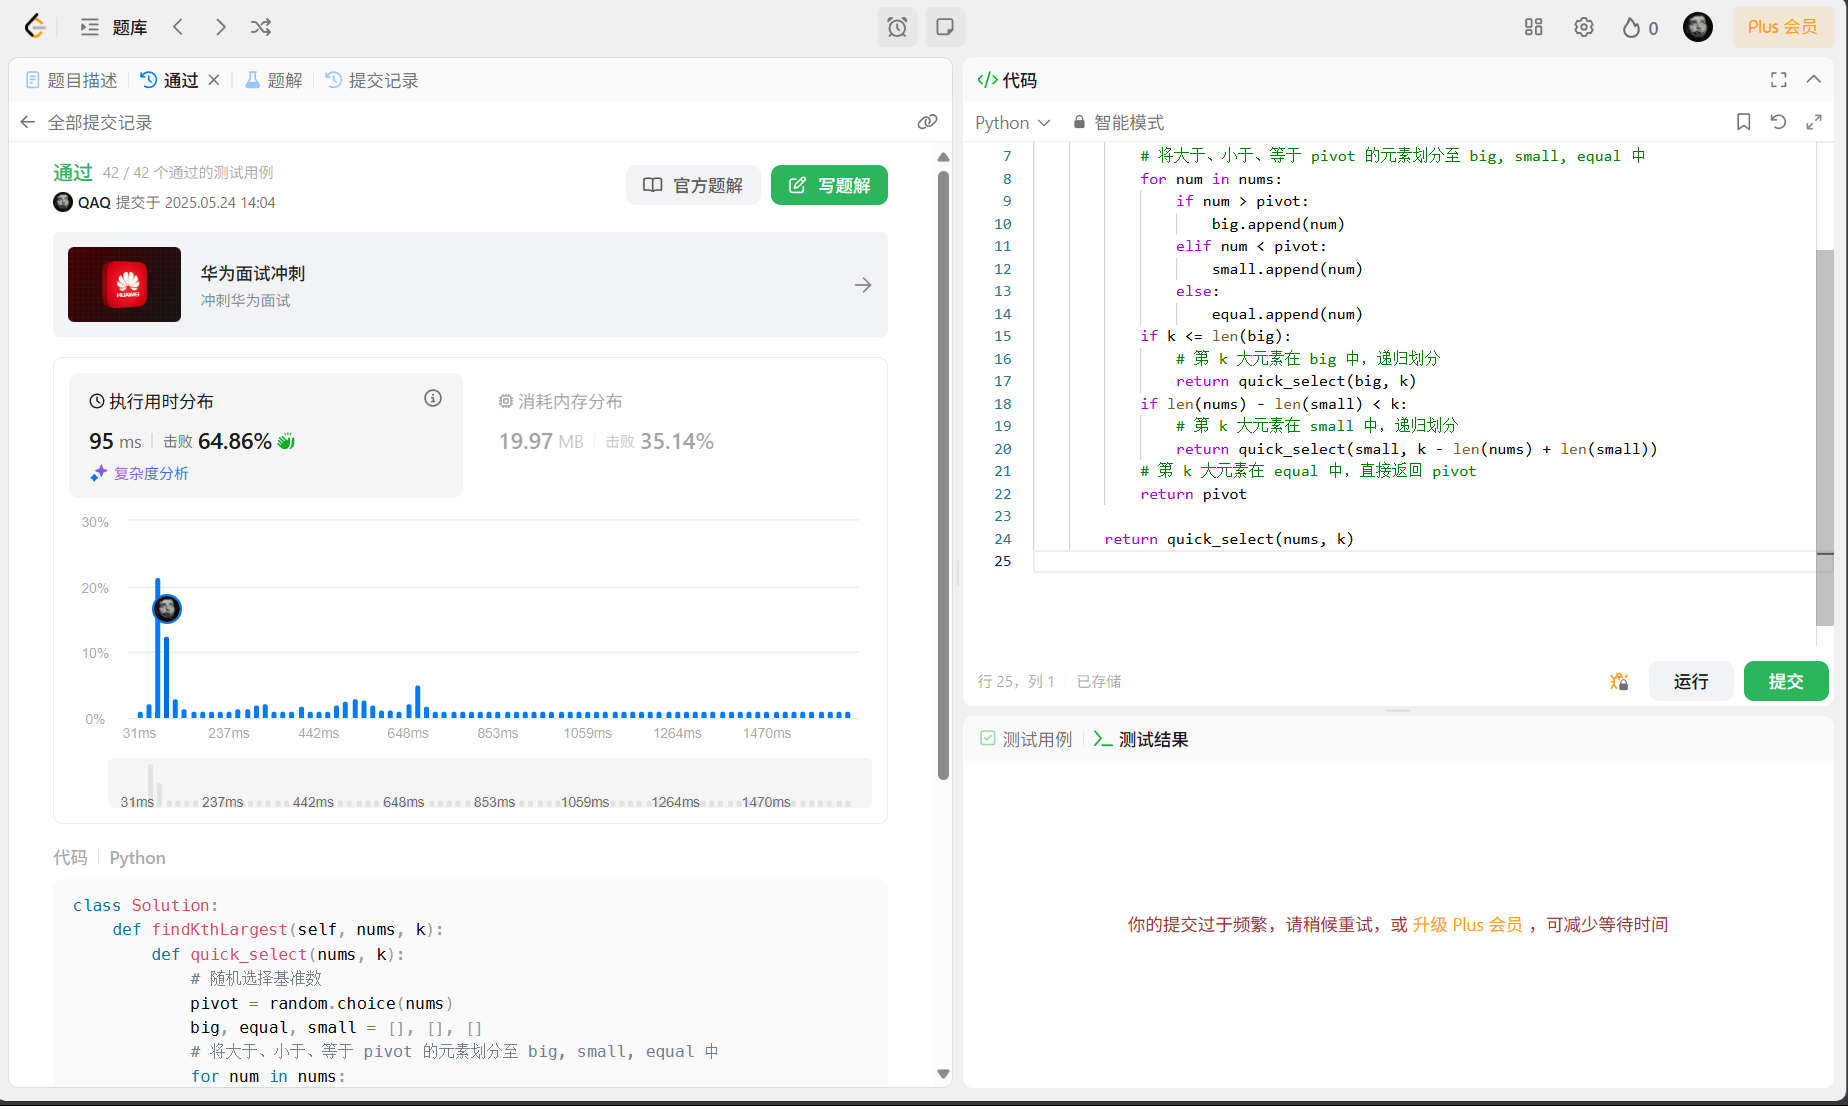 题库
0
Plus 会员
题目描述
通过
题解
提交记录
全部提交记录
通过 42 / 42 个通过的测试用例
QAQ 提交于 2025.05.24 14:04
官方题解
写题解
HUAWEI
华为面试冲刺
冲刺华为面试
执行用时分布
95 ms 击败 64.86%
复杂度分析
消耗内存分布
19.97 MB 击败 35.14%
30%
20%
10%
0%
31ms 237ms 442ms 648ms 853ms 1059ms 1264ms 1470ms
31ms 237ms 442ms 648ms 853ms 1059ms 1264ms 1470ms
代码 Python
class Solution:
    def findKthLargest(self, nums, k):
        def quick_select(nums, k):
            # 随机选择基准数
            pivot = random.choice(nums)
            big, equal, small = [], [], []
            # 将大于、小于、等于 pivot 的元素划分至 big, small, equal 中
            for num in nums:
</> 代码
Python 智能模式
7             # 将大于、小于、等于 pivot 的元素划分至 big, small, equal 中
8             for num in nums:
9                 if num > pivot:
10                     big.append(num)
11                 elif num < pivot:
12                     small.append(num)
13                 else:
14                     equal.append(num)
15             if k <= len(big):
16                 # 第 k 大元素在 big 中，递归划分
17                 return quick_select(big, k)
18             if len(nums) - len(small) < k:
19                 # 第 k 大元素在 small 中，递归划分
20                 return quick_select(small, k - len(nums) + len(small))
21             # 第 k 大元素在 equal 中，直接返回 pivot
22             return pivot
23
24         return quick_select(nums, k)
25
行 25，列 1 已存储
运行
提交
测试用例
测试结果
你的提交过于频繁，请稍候重试，或 升级 Plus 会员 ，可减少等待时间